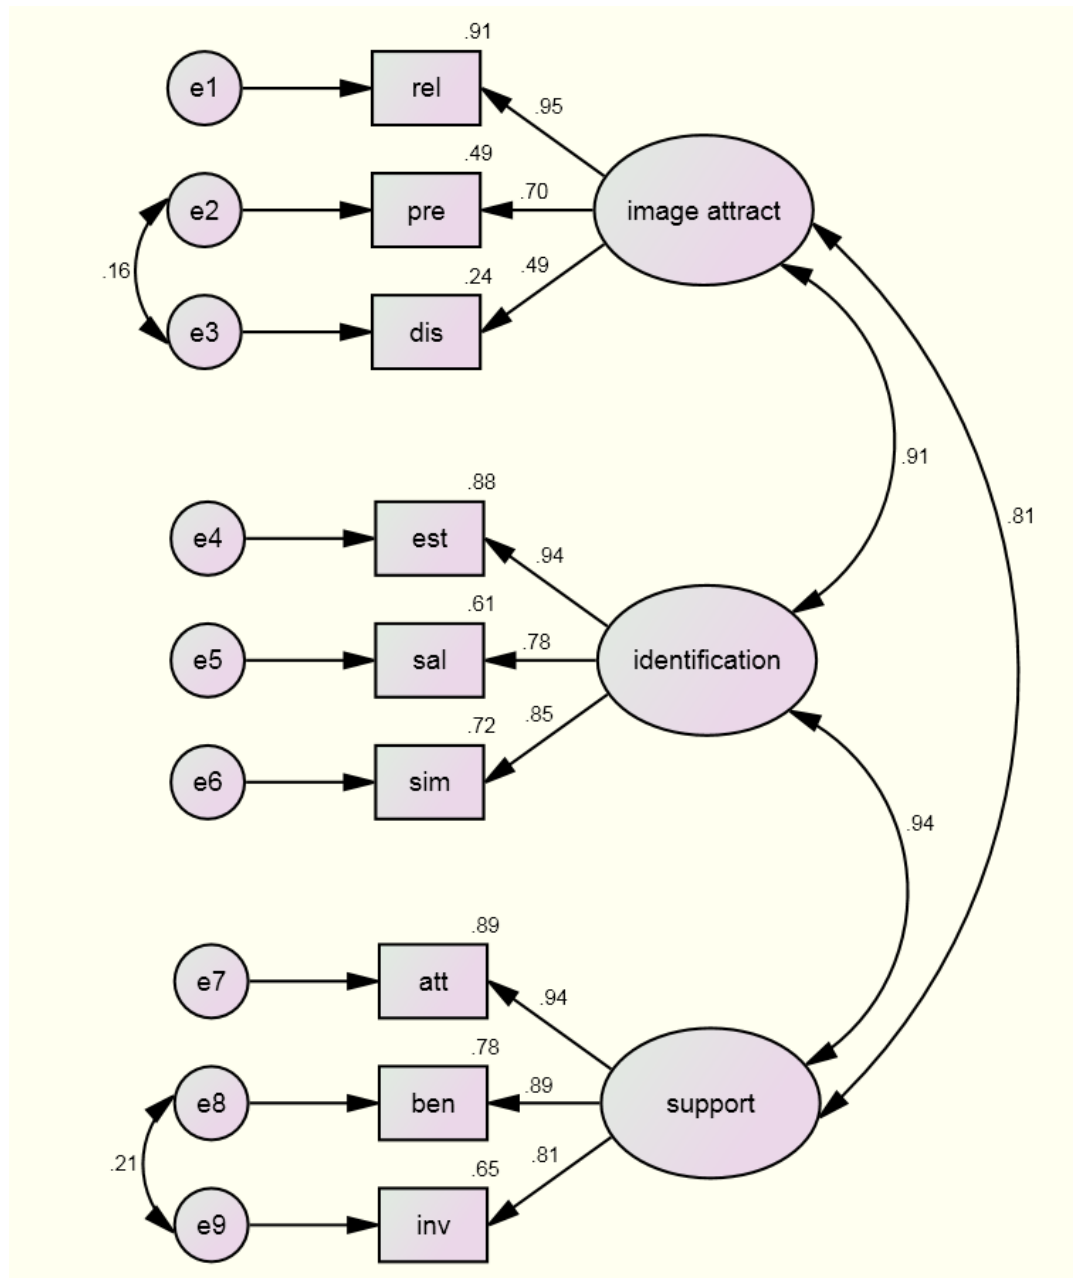 .91
e1
rel
.95
.49
e2
pre
.70
image attract
.16
.24
.49
e3
dis
.91
.81
.88
e4
est
.94
.61
e5
sal
.78
identification
.72
.85
e6
sim
.94
.89
e7
att
.94
.78
e8
ben
.89
support
.21
.65
.81
e9
inv